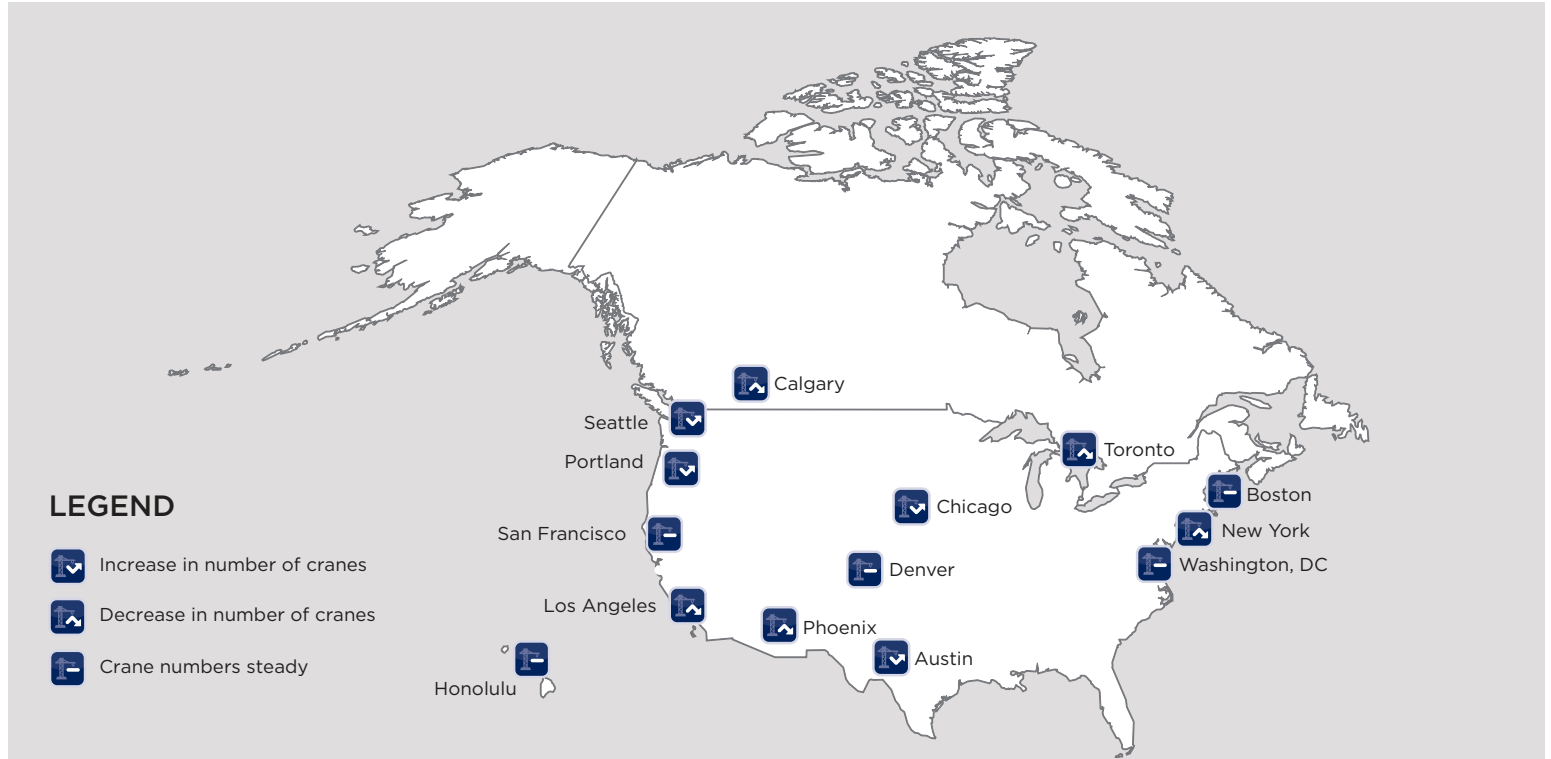 Calgary
Seattle
Toronto
Portland
Boston
LEGEND
Chicago
New York
San Francisco
Increase in number of cranes
Washington, DC
Denver
Los Angeles
Decrease in number of cranes
Phoenix
Austin
Crane numbers steady
Honolulu